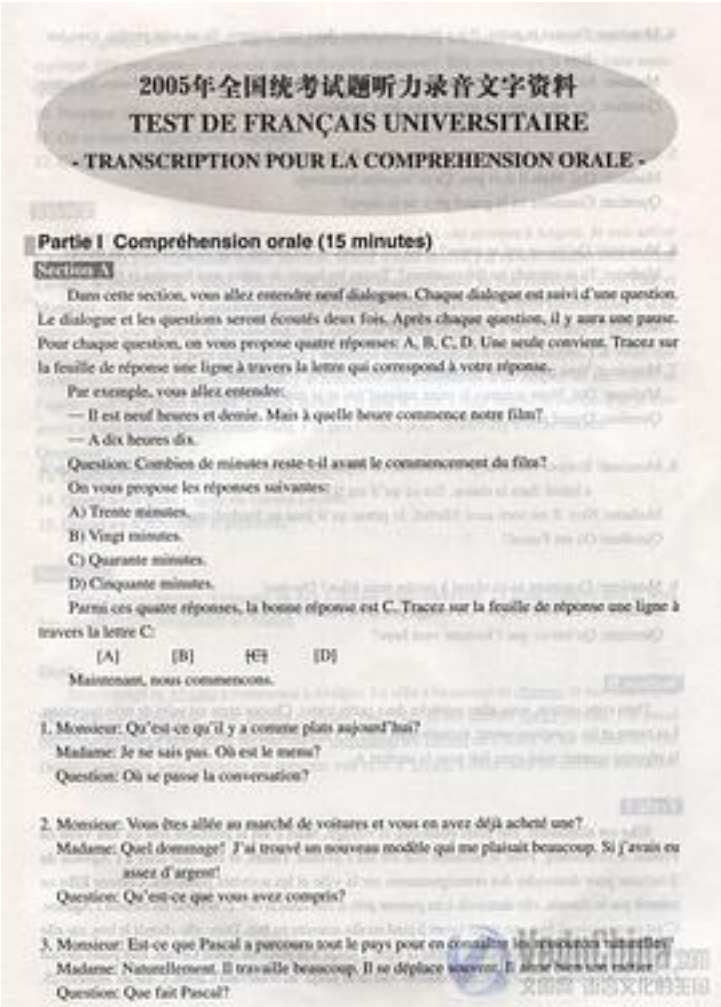 2005年全国统考试题听力录音文字资料
TEST DE FRANÇAIS UNIVERSITAIRE
- TRANSCRIPTION POUR LA COMPREHENSION ORALE -
Partie I Compréhension orale (15 minutes)
Section A
Dans cette section, vous allez entendre neuf dialogues. Chaque dialogue est suivi d'une question.
Le dialogue et les questions seront écoutés deux fois. Après chaque question, il y aura une pause.
Pour chaque question, on vous propose quatre réponses: A, B, C, D. Une seule convient. Tracez sur
la feuille de réponse une ligne à travers la lettre qui correspond à votre réponse.
Par exemple, vous allez entendre:
— Il est neuf heures et demie. Mais à quelle heure commence notre film?
— A dix heures dix.
Question: Combien de minutes reste-t-il avant le commencement du film?
On vous propose les réponses suivantes:
A) Trente minutes.
B) Vingt minutes.
C) Quarante minutes.
D) Cinquante minutes.
Parmi ces quatre réponses, la bonne réponse est C. Tracez sur la feuille de réponse une ligne à
travers la lettre C:
[A] [B] [C] [D]
Maintenant, nous commencons.
1. Monsieur: Qu'est-ce qu'il y a comme plats aujourd'hui?
Madame: Je ne sais pas. Où est le menu?
Question: Où se passe la conversation?
2. Monsieur: Vous êtes allée au marché de voitures et vous en avez déjà acheté une?
Madame: Quel dommage! J'ai trouvé un nouveau modèle qui me plaisait beaucoup. Si j'avais eu
assez d'argent!
Question: Qu'est-ce que vous avez compris?
3. Monsieur: Est-ce que Pascal a parcouru tout le pays pour en connaître les ressources naturelles?
Madame: Naturellement. Il travaille beaucoup. Il se déplace souvent. Il aime bien son métier.
Question: Que fait Pascal?